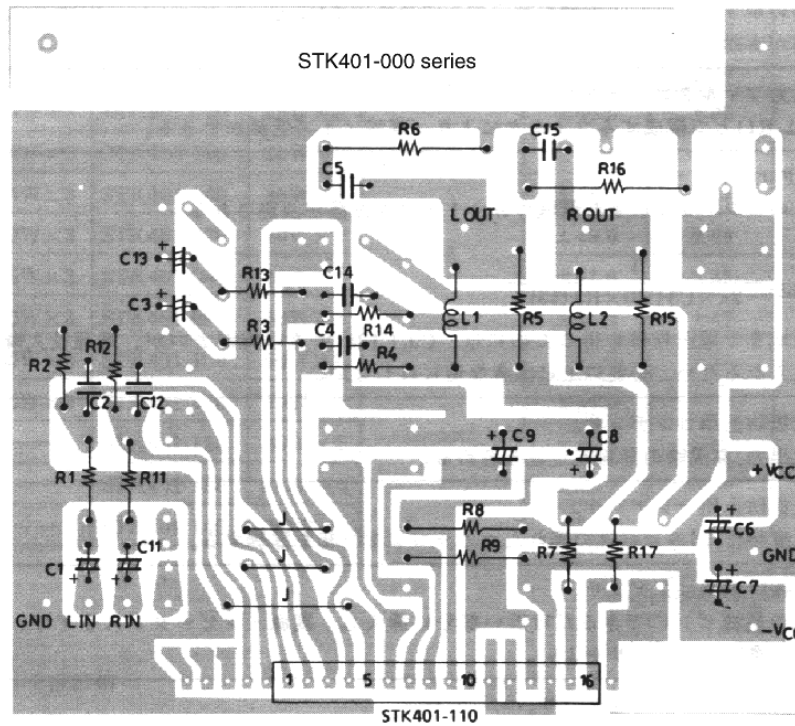 STK401-000 series
R6
C15
C5
R16
L OUT
R OUT
C13
R13
C14
C3
R14
L1
R5
L2
R15
R3
C4
R4
R2
R12
C2
C12
C9
C8
+VCC
R1
R11
R8
C6
J
GND
C1
C11
J
R9
R7
R17
C7
J
GND
L IN
R IN
-VCC
1
5
10
16
STK401-110